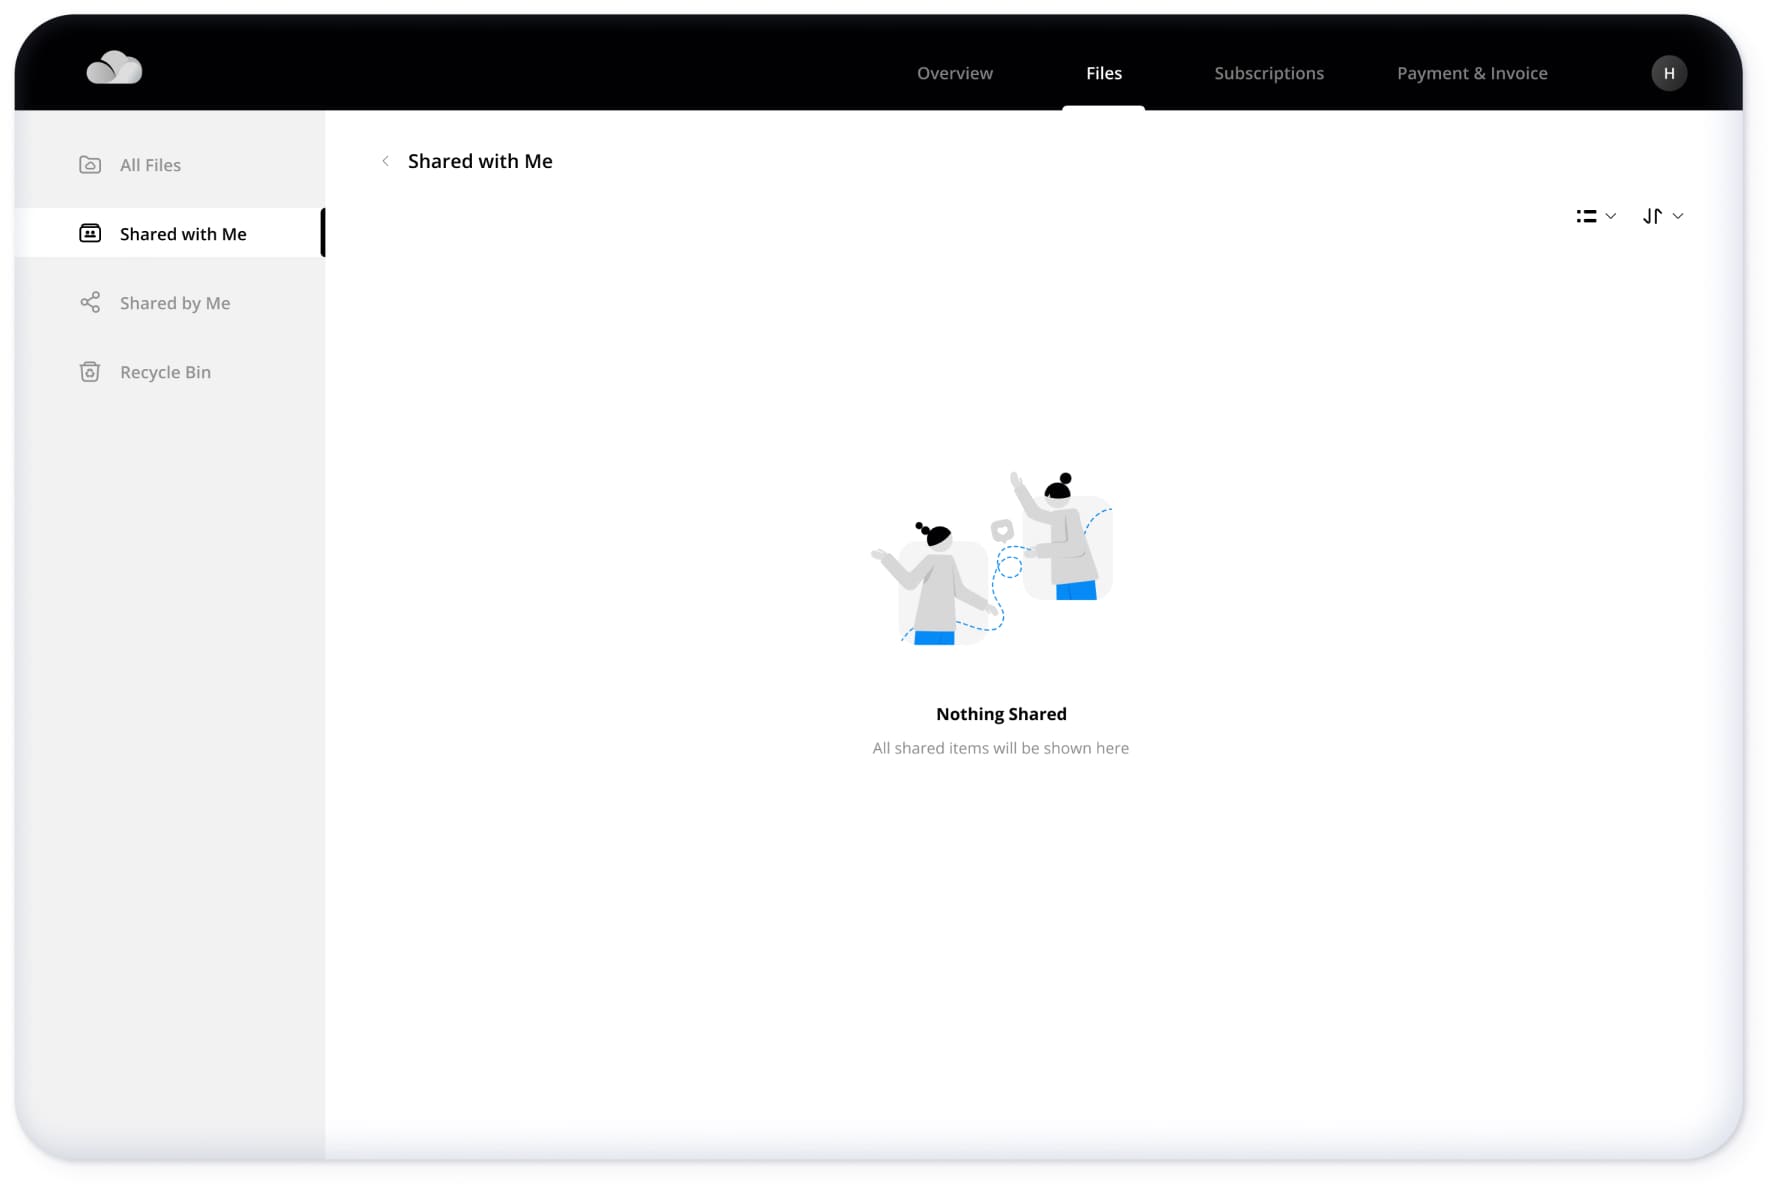 Overview
Files
Subscriptions
Payment & Invoice
H
All Files
Shared with Me
Shared by Me
Recycle Bin
Shared with Me
Nothing Shared
All shared items will be shown here